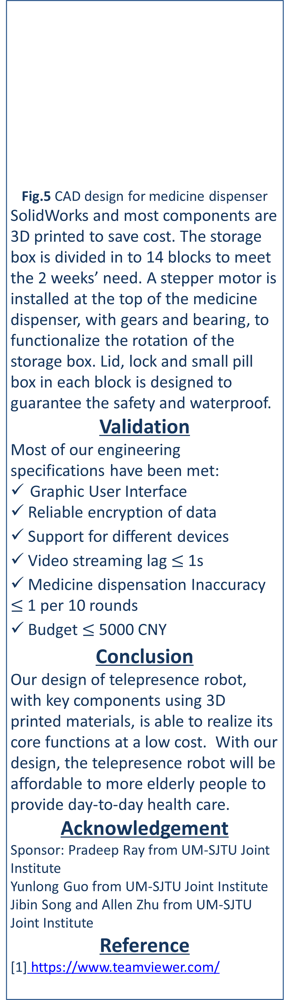 Fig.5 CAD design for medicine dispenser
SolidWorks and most components are
3D printed to save cost. The storage
box is divided in to 14 blocks to meet
the 2 weeks’ need. A stepper motor is
installed at the top of the medicine
dispenser, with gears and bearing, to
functionalize the rotation of the
storage box. Lid, lock and small pill
box in each block is designed to
guarantee the safety and waterproof.
Validation
Most of our engineering
specifications have been met:
✓ Graphic User Interface
✓ Reliable encryption of data
✓ Support for different devices
✓ Video streaming lag ≤ 1s
✓ Medicine dispensation Inaccuracy
≤ 1 per 10 rounds
✓ Budget ≤ 5000 CNY
Conclusion
Our design of telepresence robot,
with key components using 3D
printed materials, is able to realize its
core functions at a low cost.  With our
design, the telepresence robot will be
affordable to more elderly people to
provide day-to-day health care.
Acknowledgement
Sponsor: Pradeep Ray from UM-SJTU Joint
Institute
Yunlong Guo from UM-SJTU Joint Institute
Jibin Song and Allen Zhu from UM-SJTU
Joint Institute
Reference
[1] https://www.teamviewer.com/